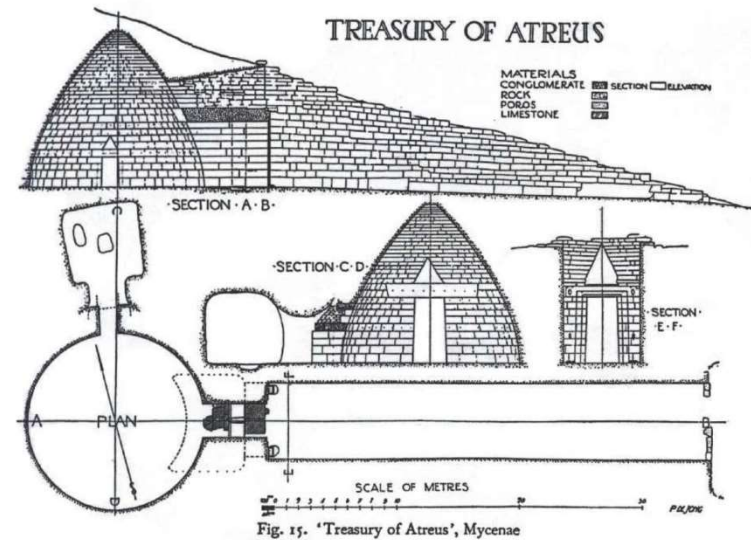 TREASURY OF ATREUS
MATERIALS
CONGLOMERATE SECTION ELEVATION
ROCK
POROS
LIMESTONE
·SECTION·A·B·
·SECTION·C·D·
·SECTION·
·E·F·
A PLAN
SCALE OF METRES
0 1 2 3 4 5 6 7 8 9 10 20 30
Fig. 15. 'Treasury of Atreus', Mycenae